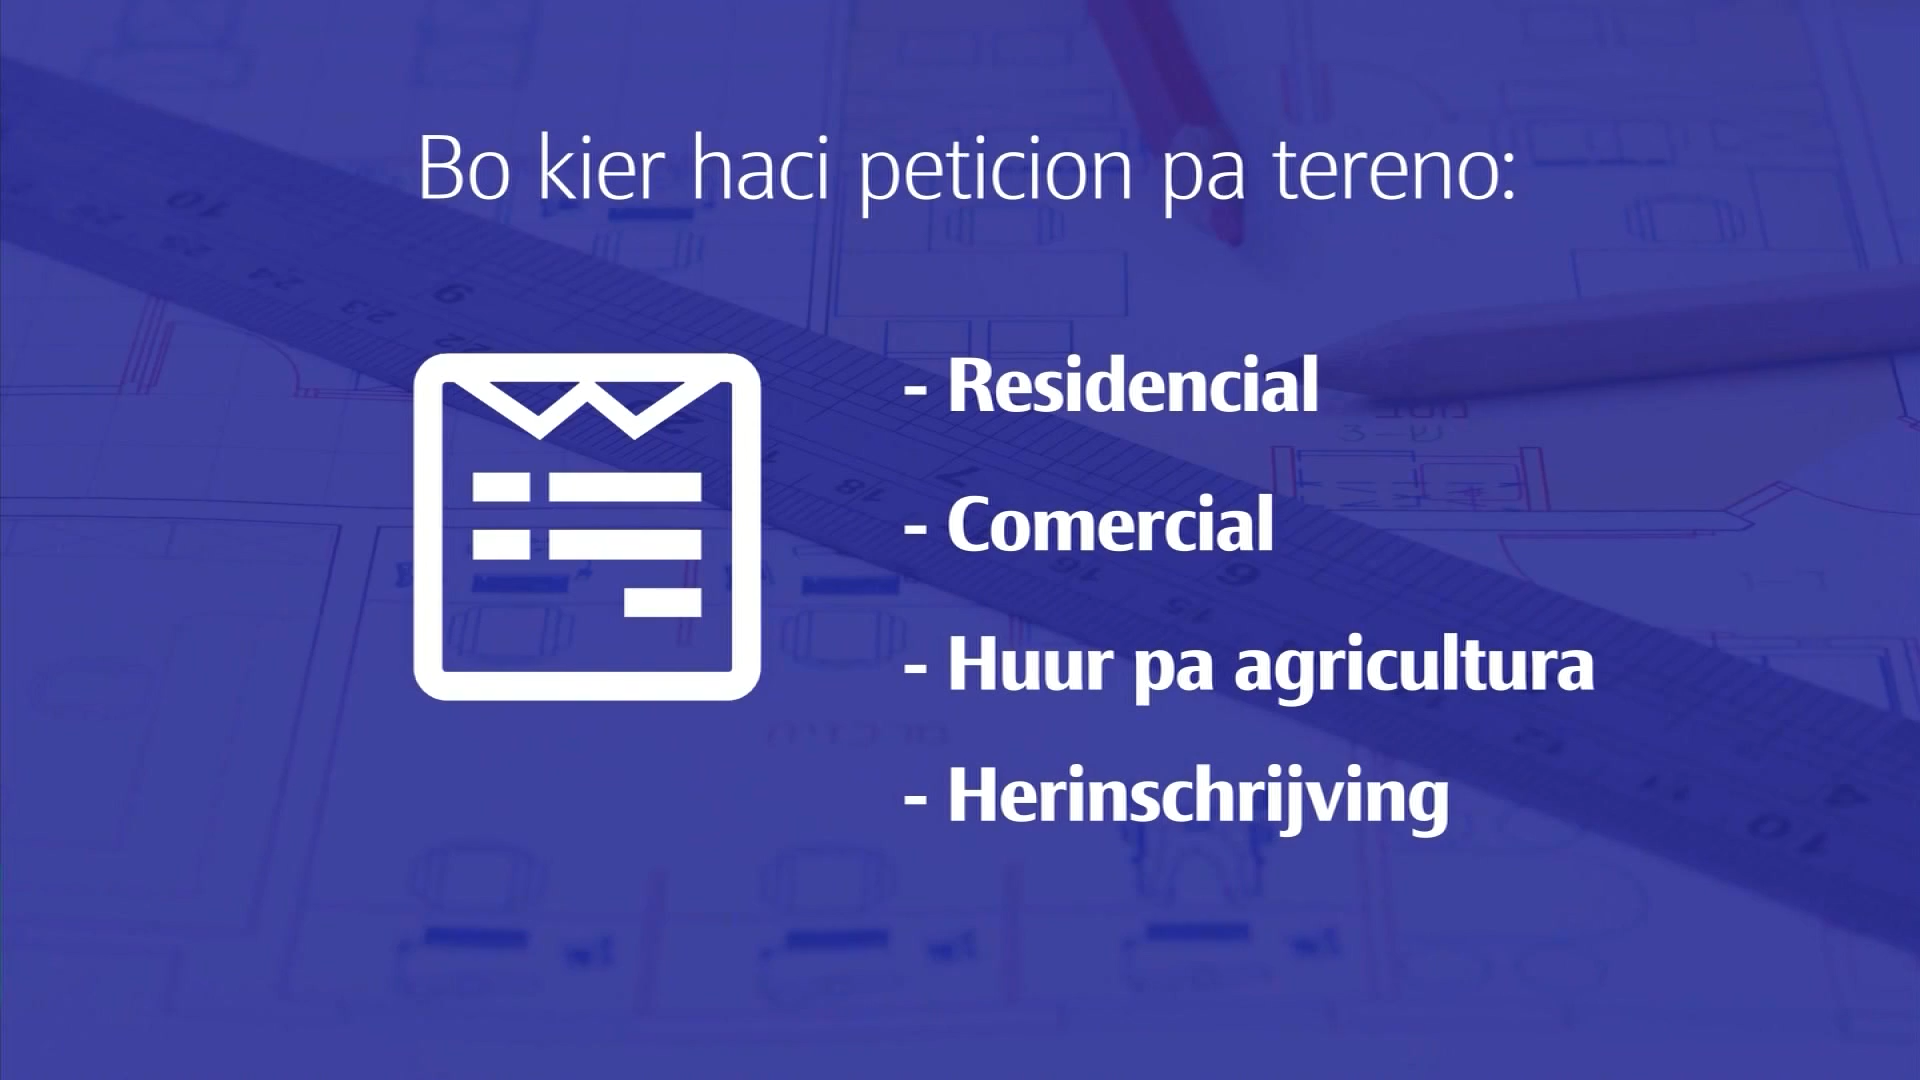 Bo kier haci peticion pa tereno:
- Residencial
- Comercial
- Huur pa agricultura
- Herinschrijving